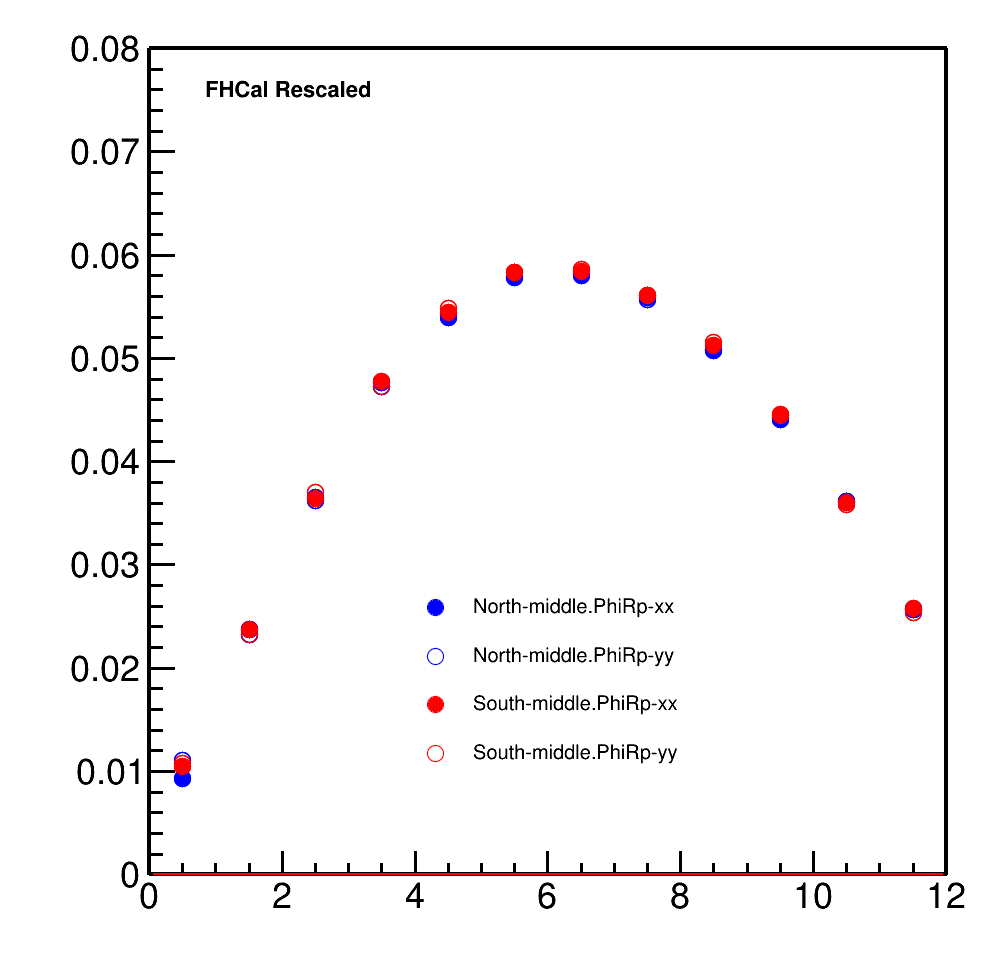 0.08
FHCal Rescaled
0.07
0.06
0.05
0.04
0.03
North-middle.PhiRp-xx
North-middle.PhiRp-yy
0.02
South-middle.PhiRp-xx
South-middle.PhiRp-yy
0.01
0
0 2 4 6 8 10 12